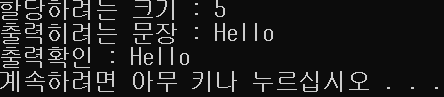 할당하려는 크기 : 5
출력히려는 문장 : Hello
출력확인 : Hello
계속하려면 아무 키나 누르십시오 . . .